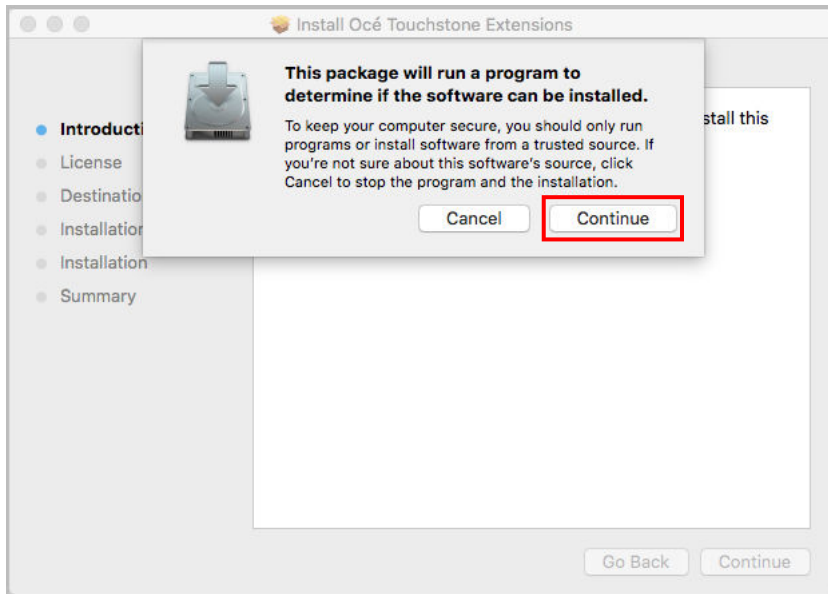 Install Océ Touchstone Extensions
This package will run a program to
determine if the software can be installed.
To keep your computer secure, you should only run
programs or install software from a trusted source. If
you're not sure about this software's source, click
Cancel to stop the program and the installation.
Cancel
Continue
stall this
Introducti
License
Destinatio
Installation
Installation
Summary
Go Back
Continue